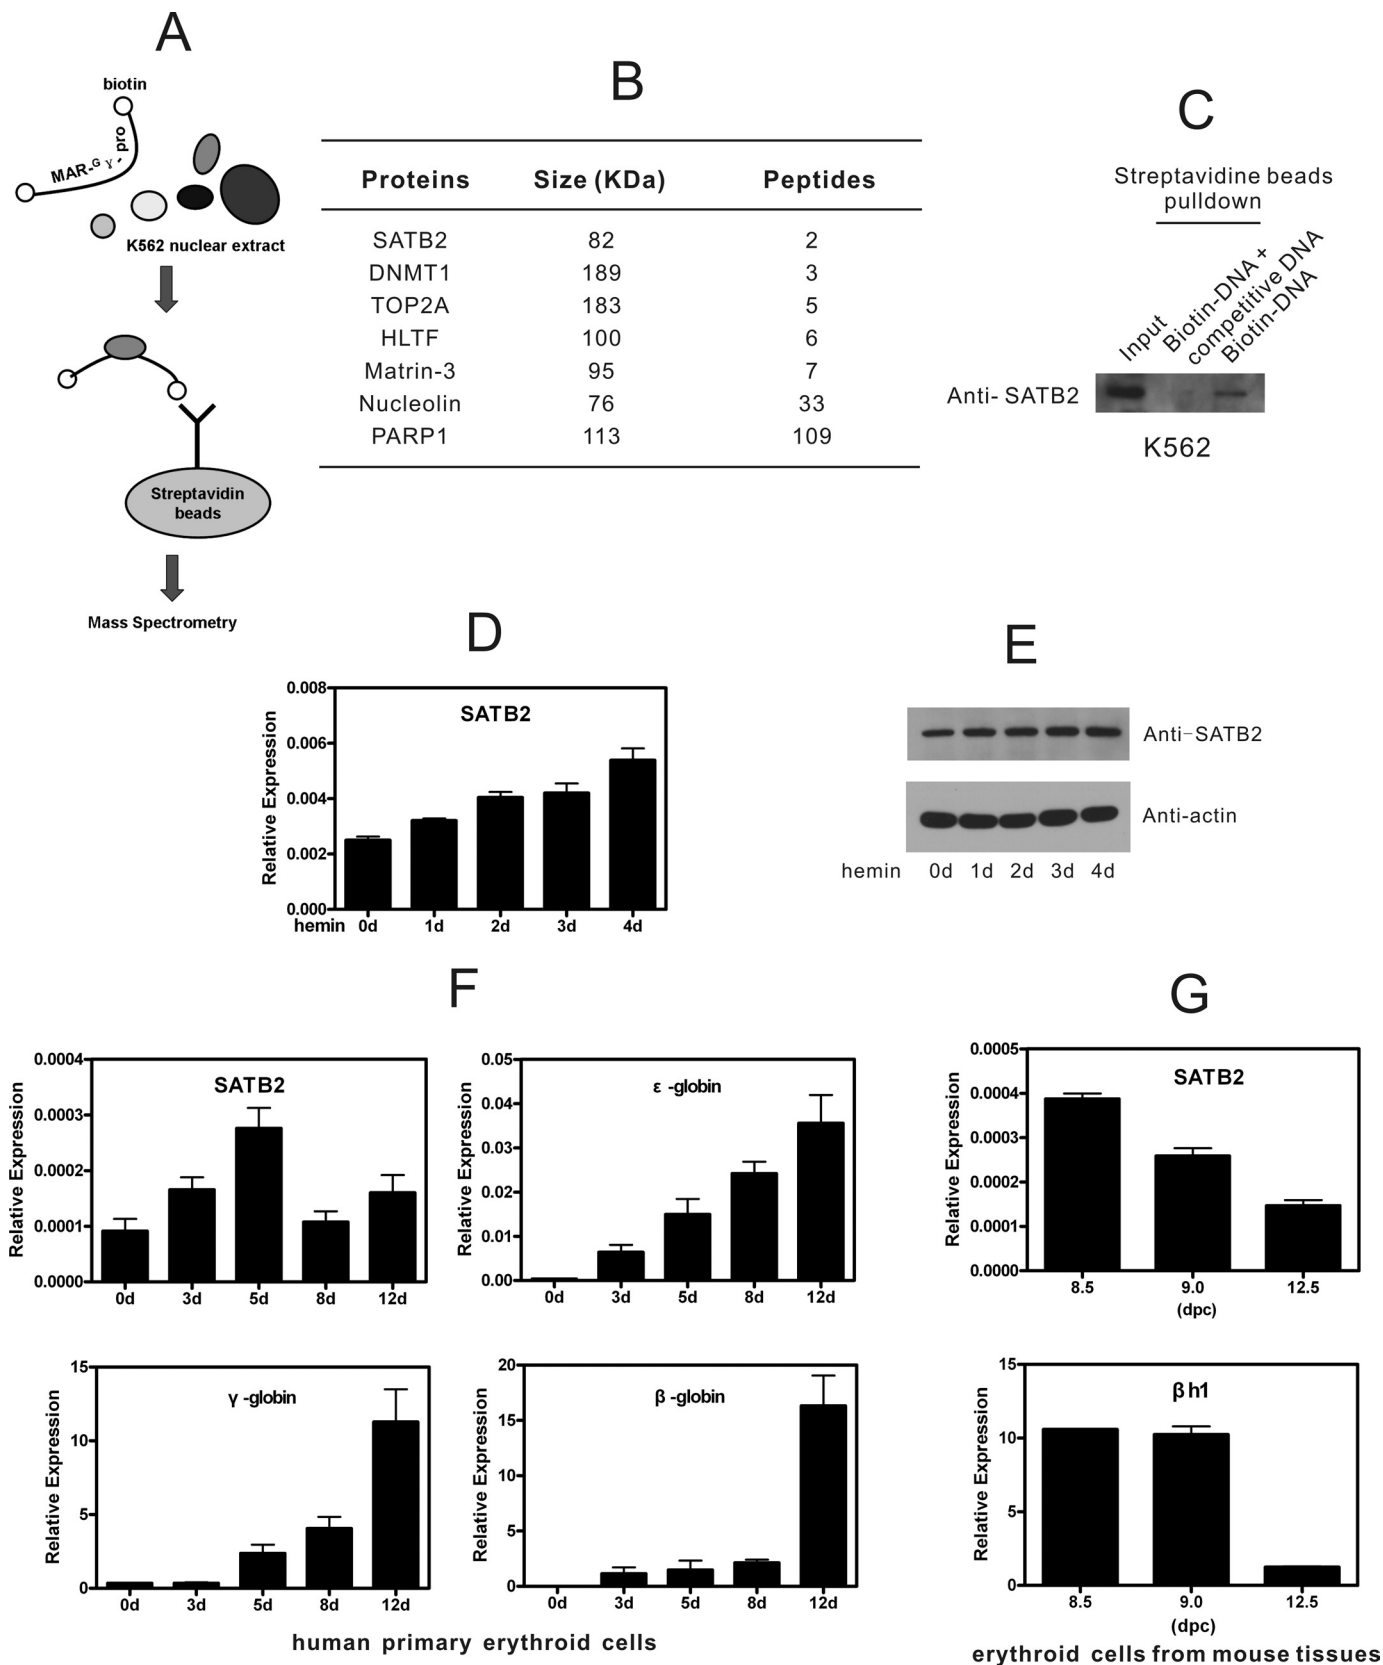 A
biotin
MAR-ᴳγ-pro
K562 nuclear extract
Streptavidin
beads
Mass Spectrometry
B
Proteins Size (KDa) Peptides
SATB2 82 2
DNMT1 189 3
TOP2A 183 5
HLTF 100 6
Matrin-3 95 7
Nucleolin 76 33
PARP1 113 109
C
Streptavidine beads
pulldown
Input
Biotin-DNA +
competitive DNA
Biotin-DNA
Anti- SATB2
K562
D
SATB2
Relative Expression
0.008
0.006
0.004
0.002
0.000
hemin 0d 1d 2d 3d 4d
E
Anti-SATB2
Anti-actin
hemin 0d 1d 2d 3d 4d
F
SATB2
Relative Expression
0.0004
0.0003
0.0002
0.0001
0.0000
0d 3d 5d 8d 12d
ε -globin
Relative Expression
0.05
0.04
0.03
0.02
0.01
0.00
0d 3d 5d 8d 12d
γ -globin
Relative Expression
15
10
5
0
0d 3d 5d 8d 12d
β -globin
Relative Expression
20
15
10
5
0
0d 3d 5d 8d 12d
human primary erythroid cells
G
SATB2
Relative Expression
0.0005
0.0004
0.0003
0.0002
0.0001
0.0000
8.5 9.0 12.5
(dpc)
βh1
Relative Expression
15
10
5
0
8.5 9.0 12.5
(dpc)
erythroid cells from mouse tissues